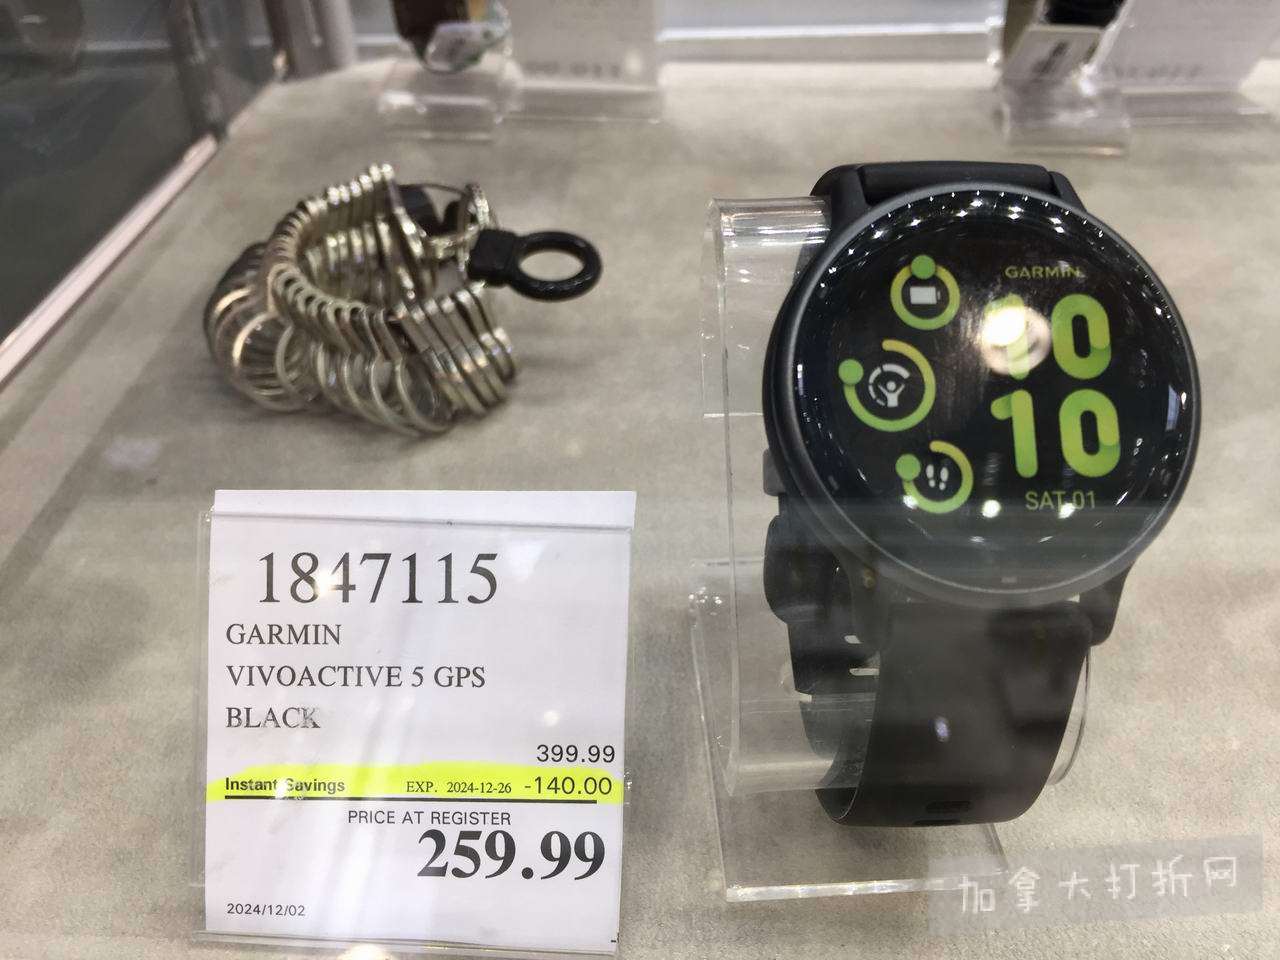 GARMIN
10
10
SAT 01
1847115
GARMIN
VIVOACTIVE 5 GPS
BLACK
399.99
Instant Savings EXP. 2024-12-26 -140.00
PRICE AT REGISTER
259.99
2024/12/02
加拿大打折网